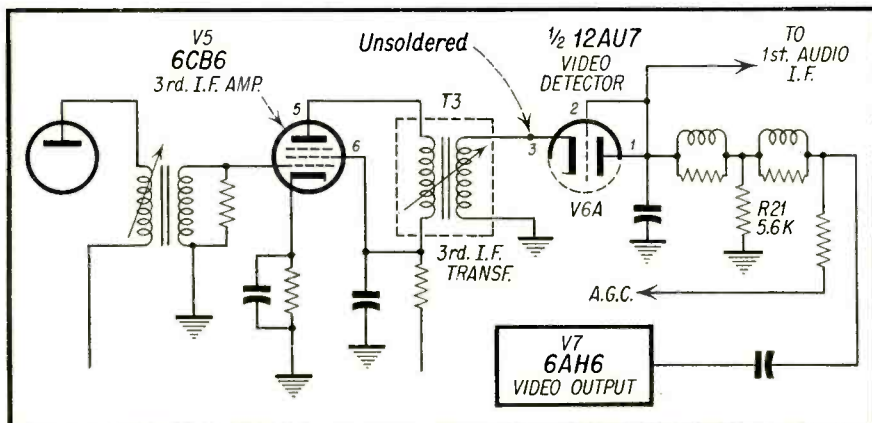 V5
6CB6
3rd. I.F. AMP.
5
6
Unsoldered
T3
3rd. I.F.
TRANSF.
½ 12AU7
VIDEO
DETECTOR
2
3
1
V6A
TO
1st. AUDIO
I.F.
R21
5.6K
A.G.C.
V7
6AH6
VIDEO OUTPUT